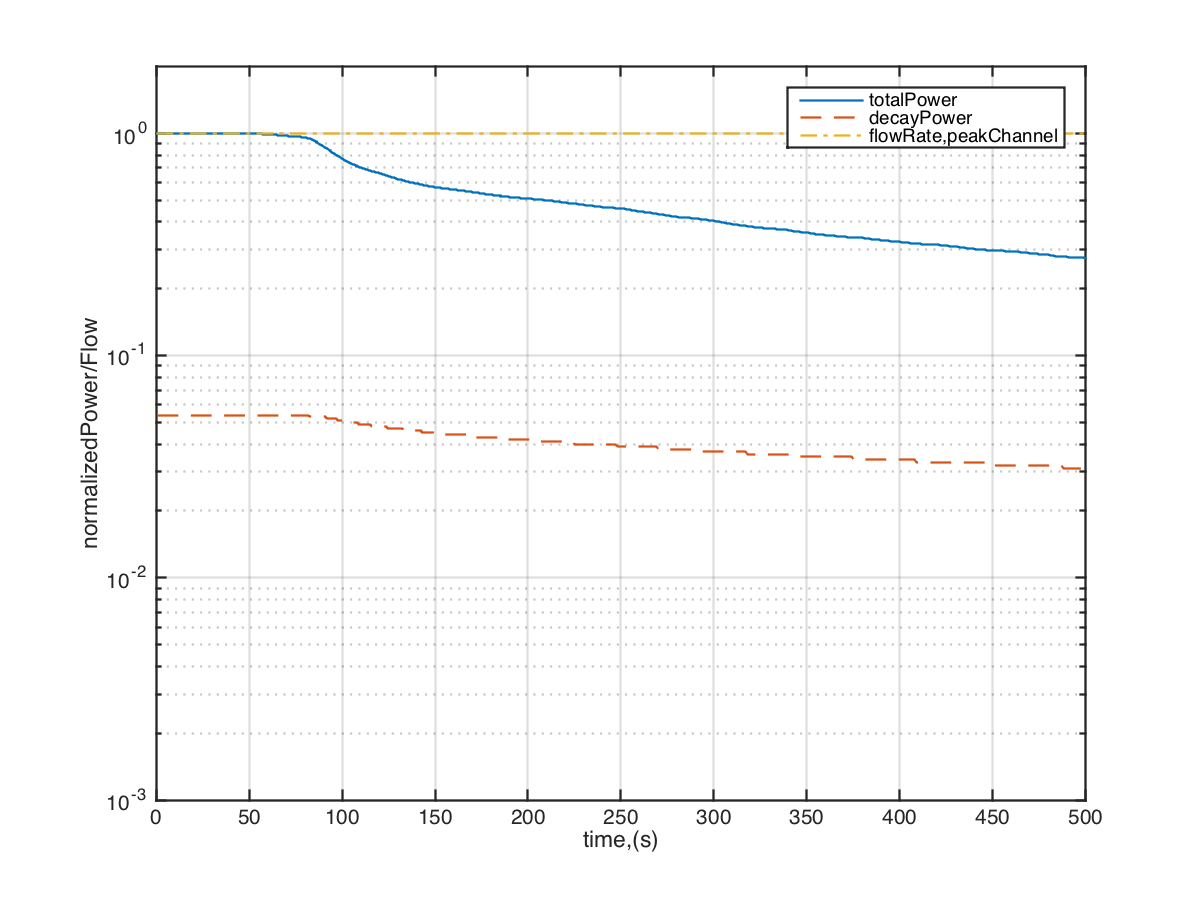 totalPower
decayPower
flowRate,peakChannel
10^0
10^-1
10^-2
10^-3
normalizedPower/Flow
0 50 100 150 200 250 300 350 400 450 500
time,(s)